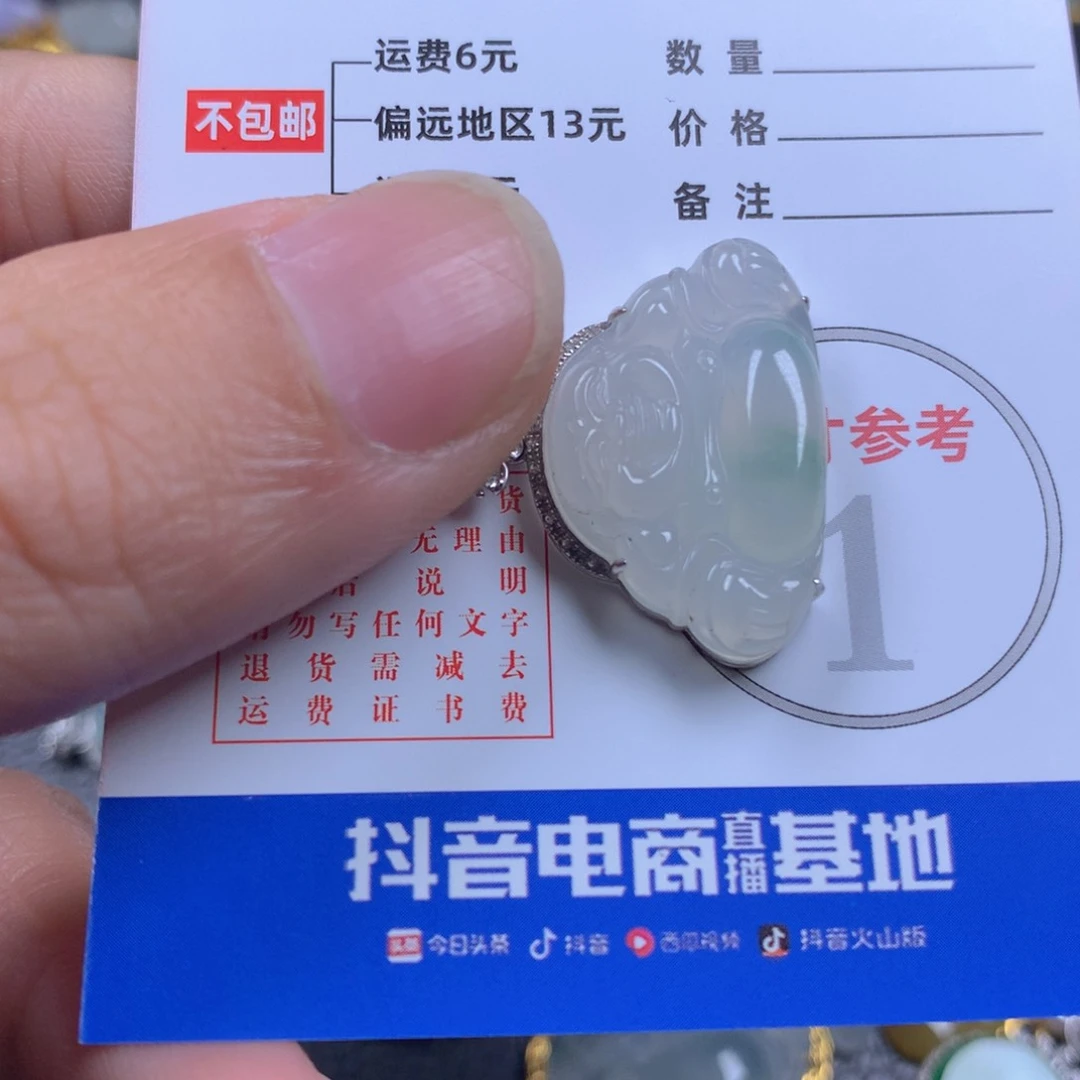 运费6元
不包邮
偏远地区13元
数量
价格
备注
参考
1
货
无理由
说明
勿写任何文字
退货需减去
运费证书费
抖音电商直播基地
头条 今日头条 抖音 西瓜视频 抖音火山版